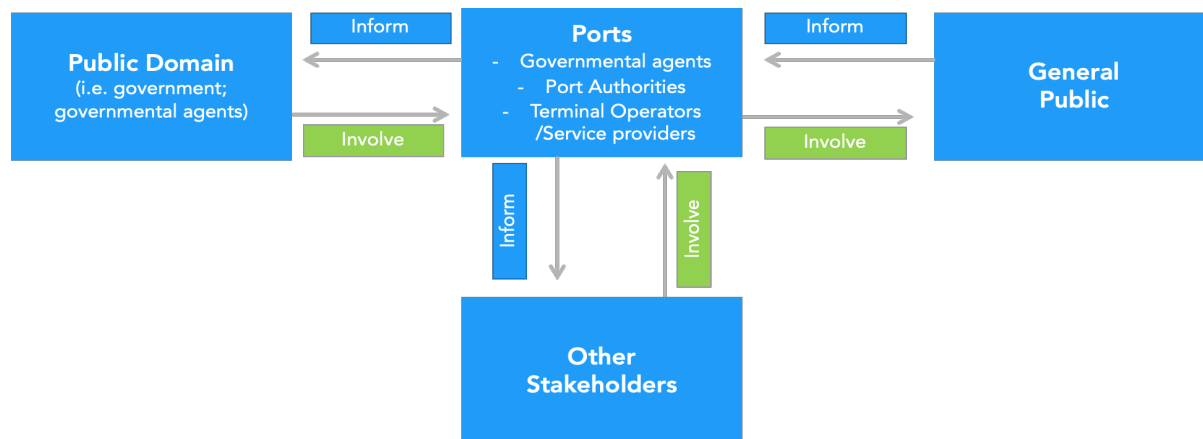 Public Domain
(i.e. government;
governmental agents)
Inform
Involve
Ports
- Governmental agents
- Port Authorities
- Terminal Operators
/Service providers
Inform
Involve
General
Public
Inform
Involve
Other
Stakeholders